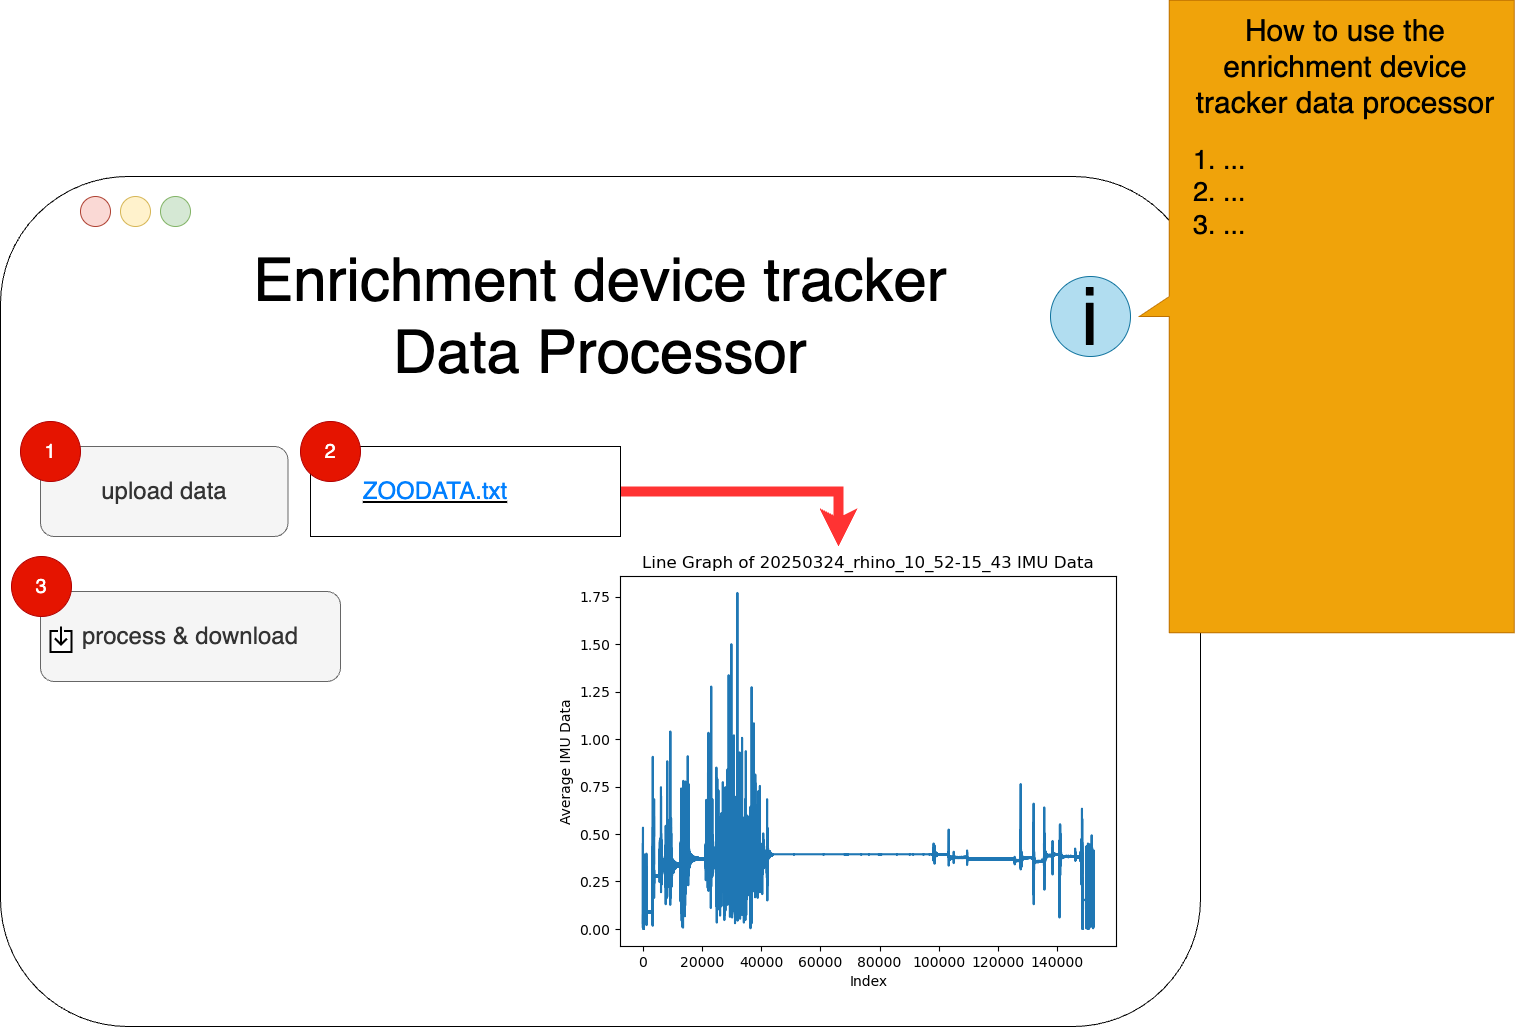 How to use the
enrichment device
tracker data processor
1. ...
2. ...
3. ...
Enrichment device tracker
Data Processor
i
1
upload data
2
ZOODATA.txt
3
process & download
Line Graph of 20250324_rhino_10_52-15_43 IMU Data
1.75
1.50
1.25
1.00
0.75
0.50
0.25
0.00
Average IMU Data
0 20000 40000 60000 80000 100000 120000 140000
Index